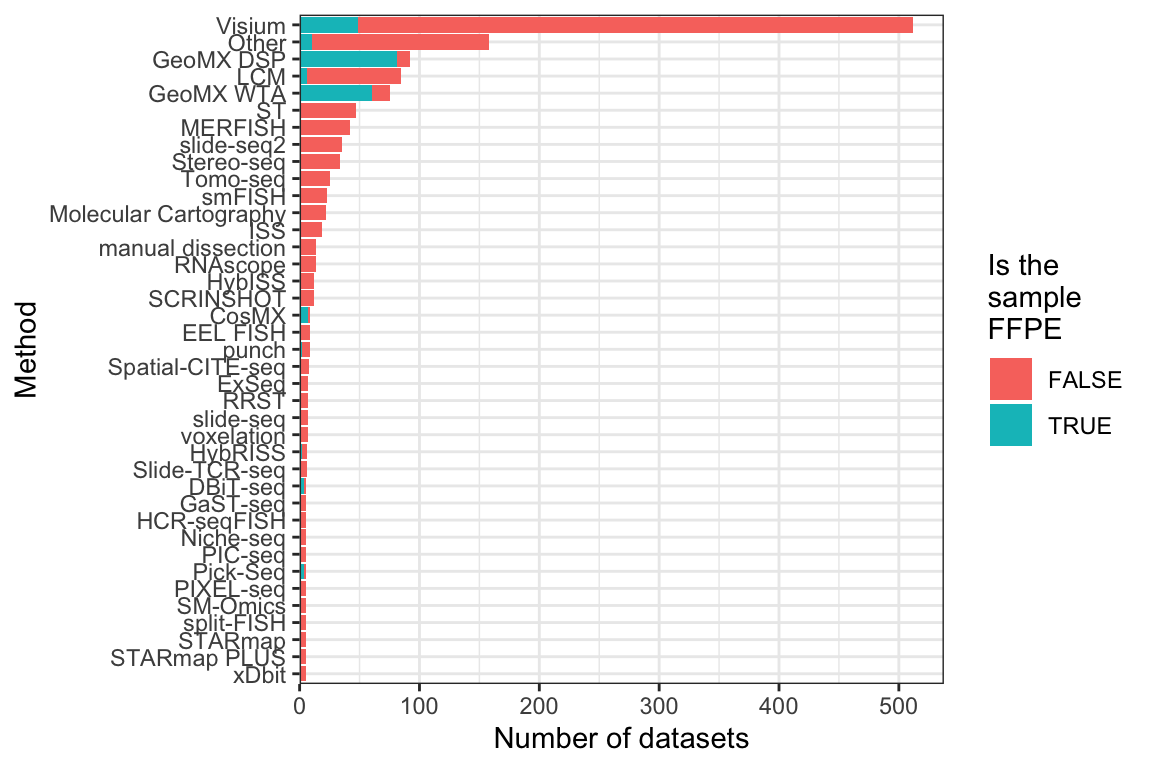 Visium
Other
GeoMX DSP
LCM
GeoMX WTA
ST
MERFISH
slide-seq2
Stereo-seq
Tomo-seq
smFISH
Molecular Cartography
ISS
manual dissection
RNAscope
HybISS
SCRINSHOT
CosMX
EEL FISH
punch
Spatial-CITE-seq
ExSeq
RRST
slide-seq
voxelation
HybRISS
Slide-TCR-seq
DBiT-seq
GaST-seq
HCR-seqFISH
Niche-seq
PIC-seq
Pick-Seq
PIXEL-seq
SM-Omics
split-FISH
STARmap
STARmap PLUS
xDbit
Method
0 100 200 300 400 500
Number of datasets
Is the
sample
FFPE
FALSE
TRUE